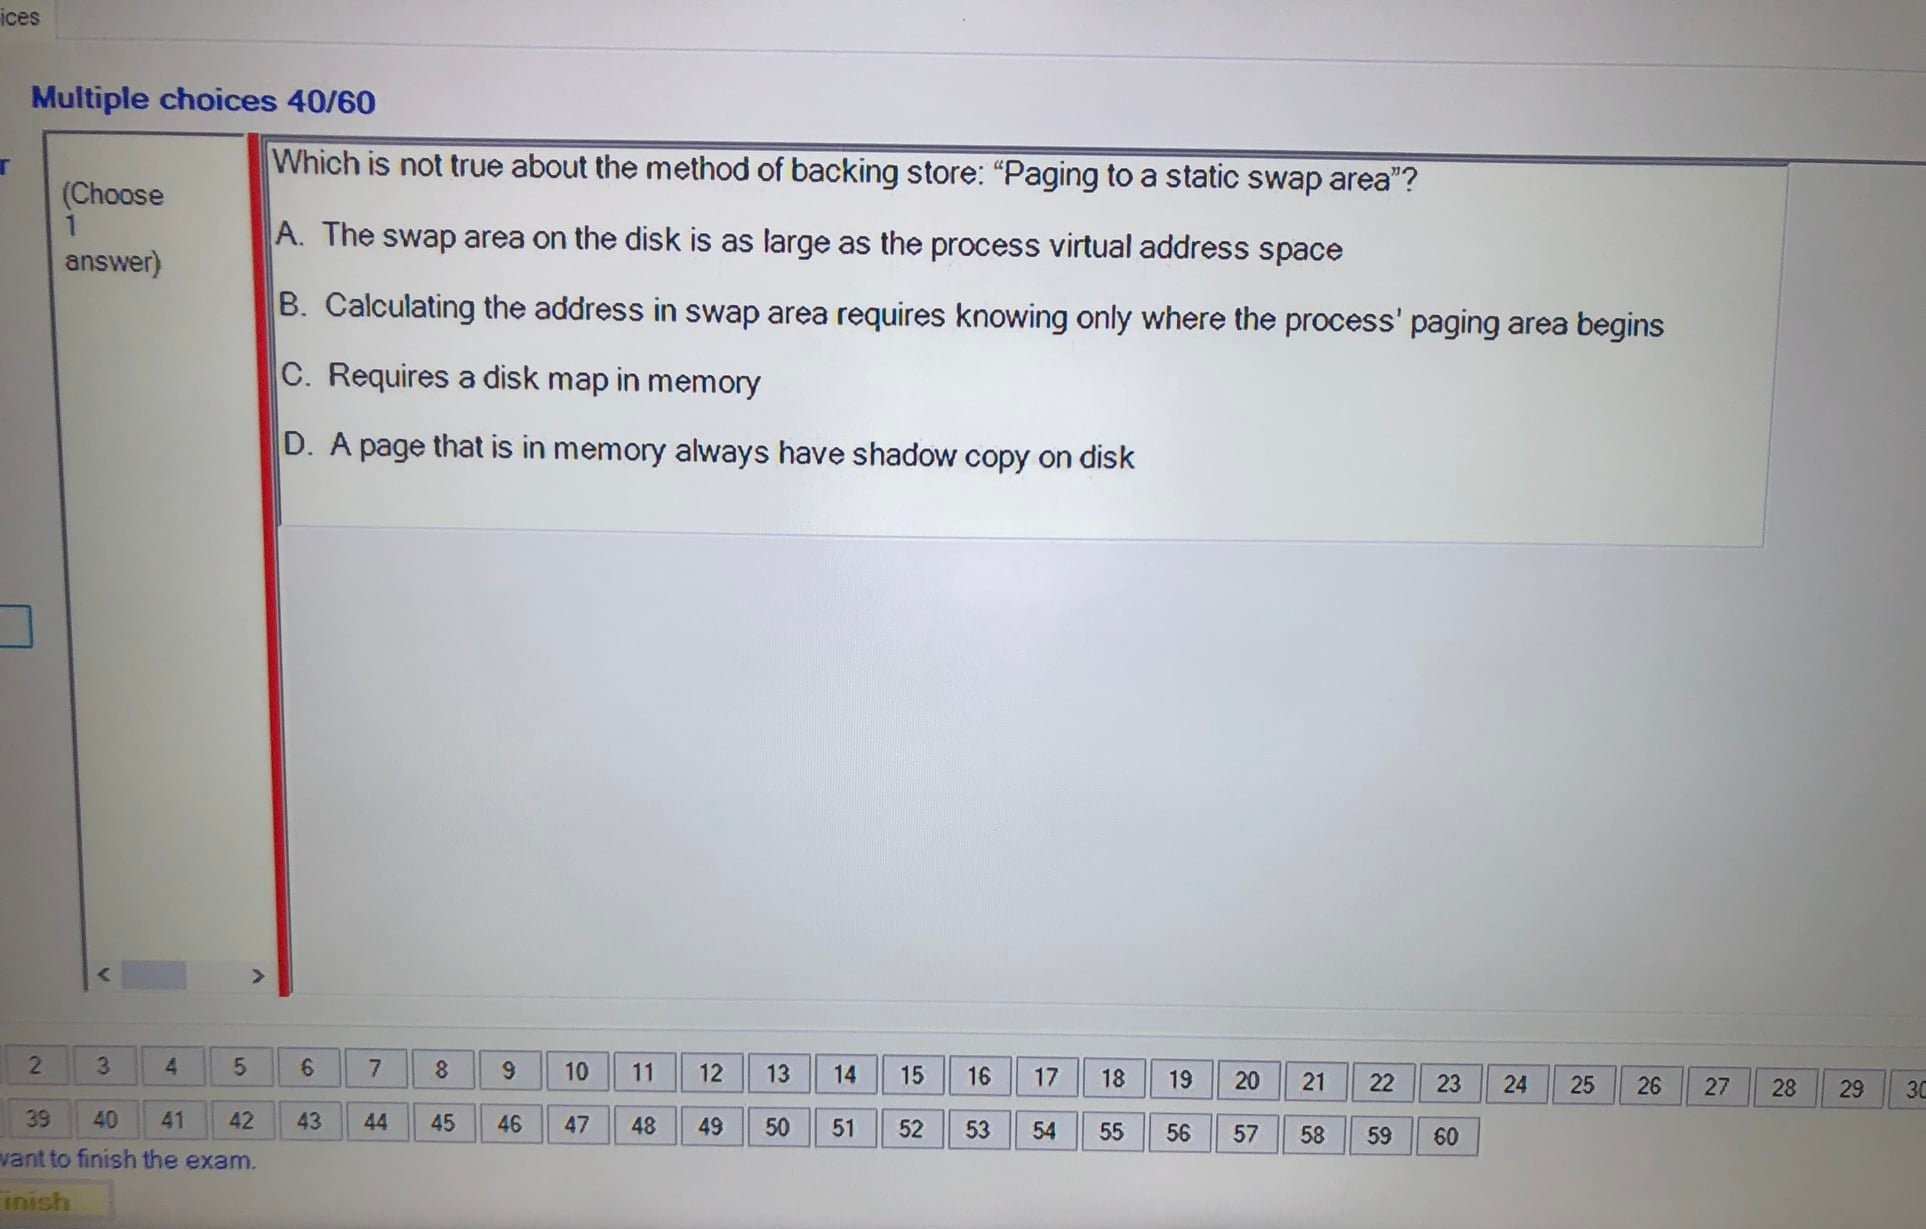 ices
Multiple choices 40/60
r
(Choose
1
answer)
Which is not true about the method of backing store: “Paging to a static swap area”?
A. The swap area on the disk is as large as the process virtual address space
B. Calculating the address in swap area requires knowing only where the process' paging area begins
C. Requires a disk map in memory
D. A page that is in memory always have shadow copy on disk
< >
2 3 4 5 6 7 8 9 10 11 12 13 14 15 16 17 18 19 20 21 22 23 24 25 26 27 28 29 30
39 40 41 42 43 44 45 46 47 48 49 50 51 52 53 54 55 56 57 58 59 60
want to finish the exam.
Finish